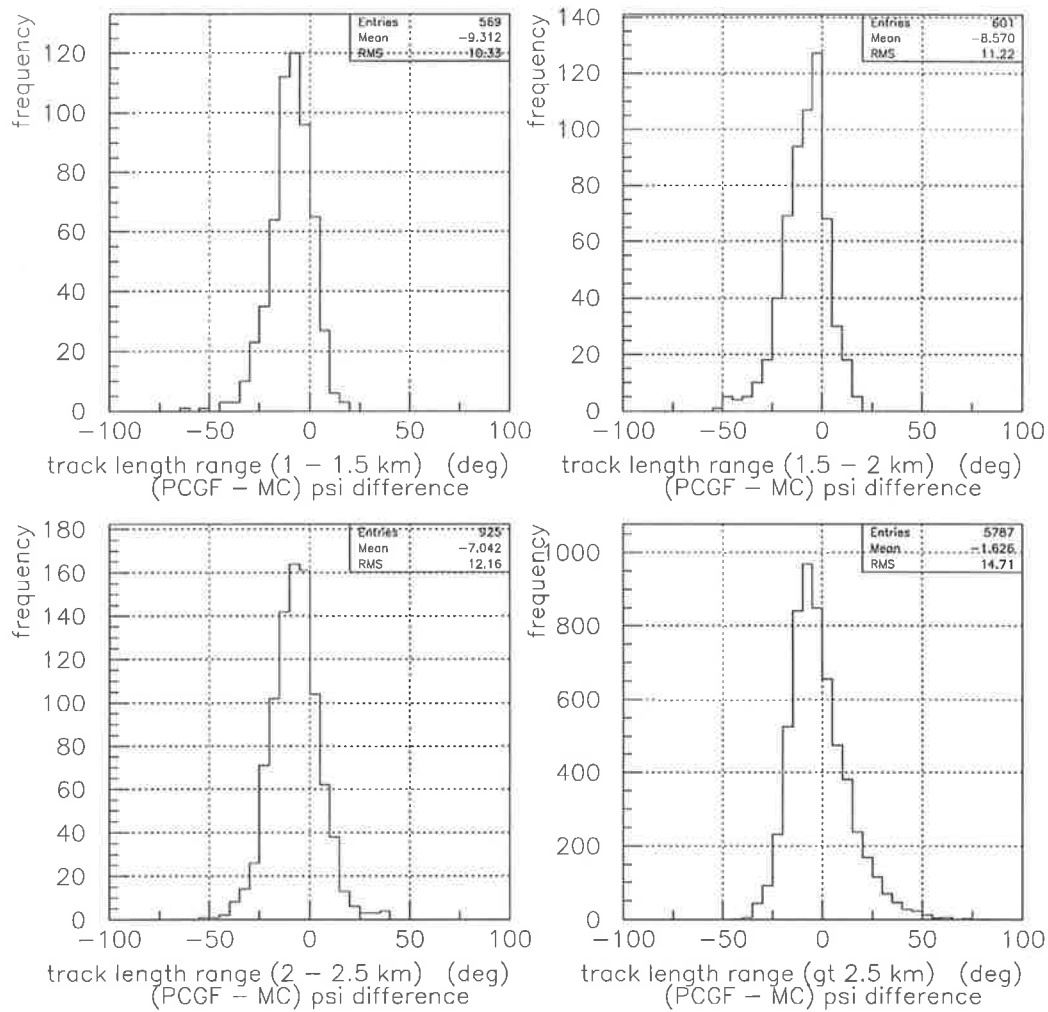 Entries 569
Mean -9.312
RMS 10.33
frequency
120
100
80
60
40
20
0
-100 -50 0 50 100
track length range (1 - 1.5 km) (deg)
(PCGF - MC) psi difference
Entries 601
Mean -8.570
RMS 11.22
frequency
140
120
100
80
60
40
20
0
-100 -50 0 50 100
track length range (1.5 - 2 km) (deg)
(PCGF - MC) psi difference
Entries 925
Mean -7.042
RMS 12.16
frequency
180
160
140
120
100
80
60
40
20
0
-100 -50 0 50 100
track length range (2 - 2.5 km) (deg)
(PCGF - MC) psi difference
Entries 5787
Mean -1.626
RMS 14.71
frequency
1000
800
600
400
200
0
-100 -50 0 50 100
track length range (gt 2.5 km) (deg)
(PCGF - MC) psi difference